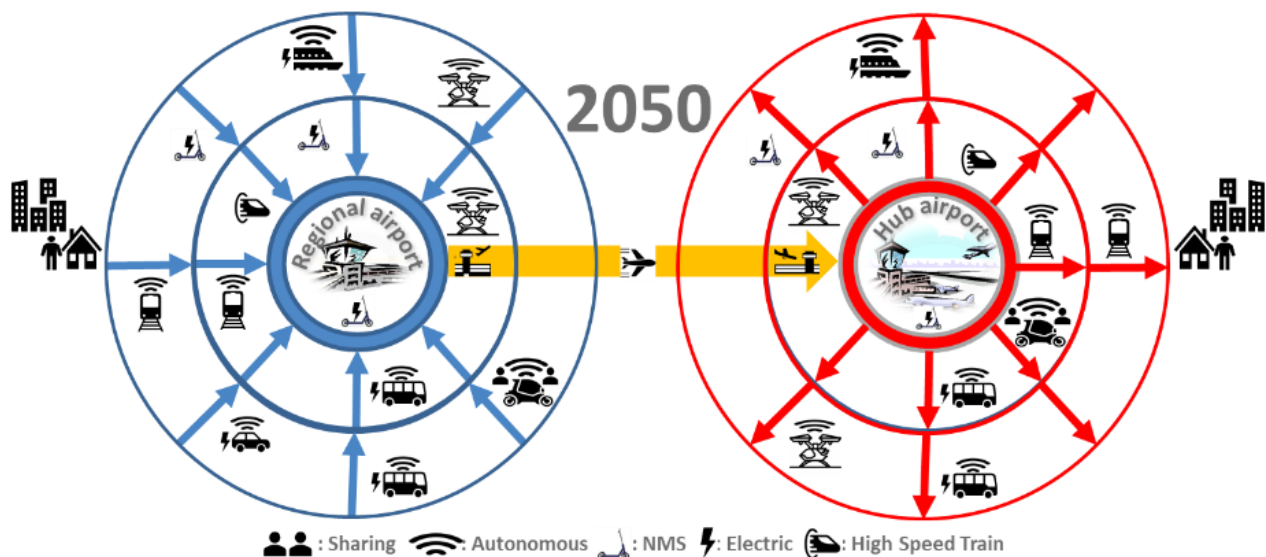 2050
Regional airport
Hub airport
: Sharing : Autonomous : NMS : Electric : High Speed Train